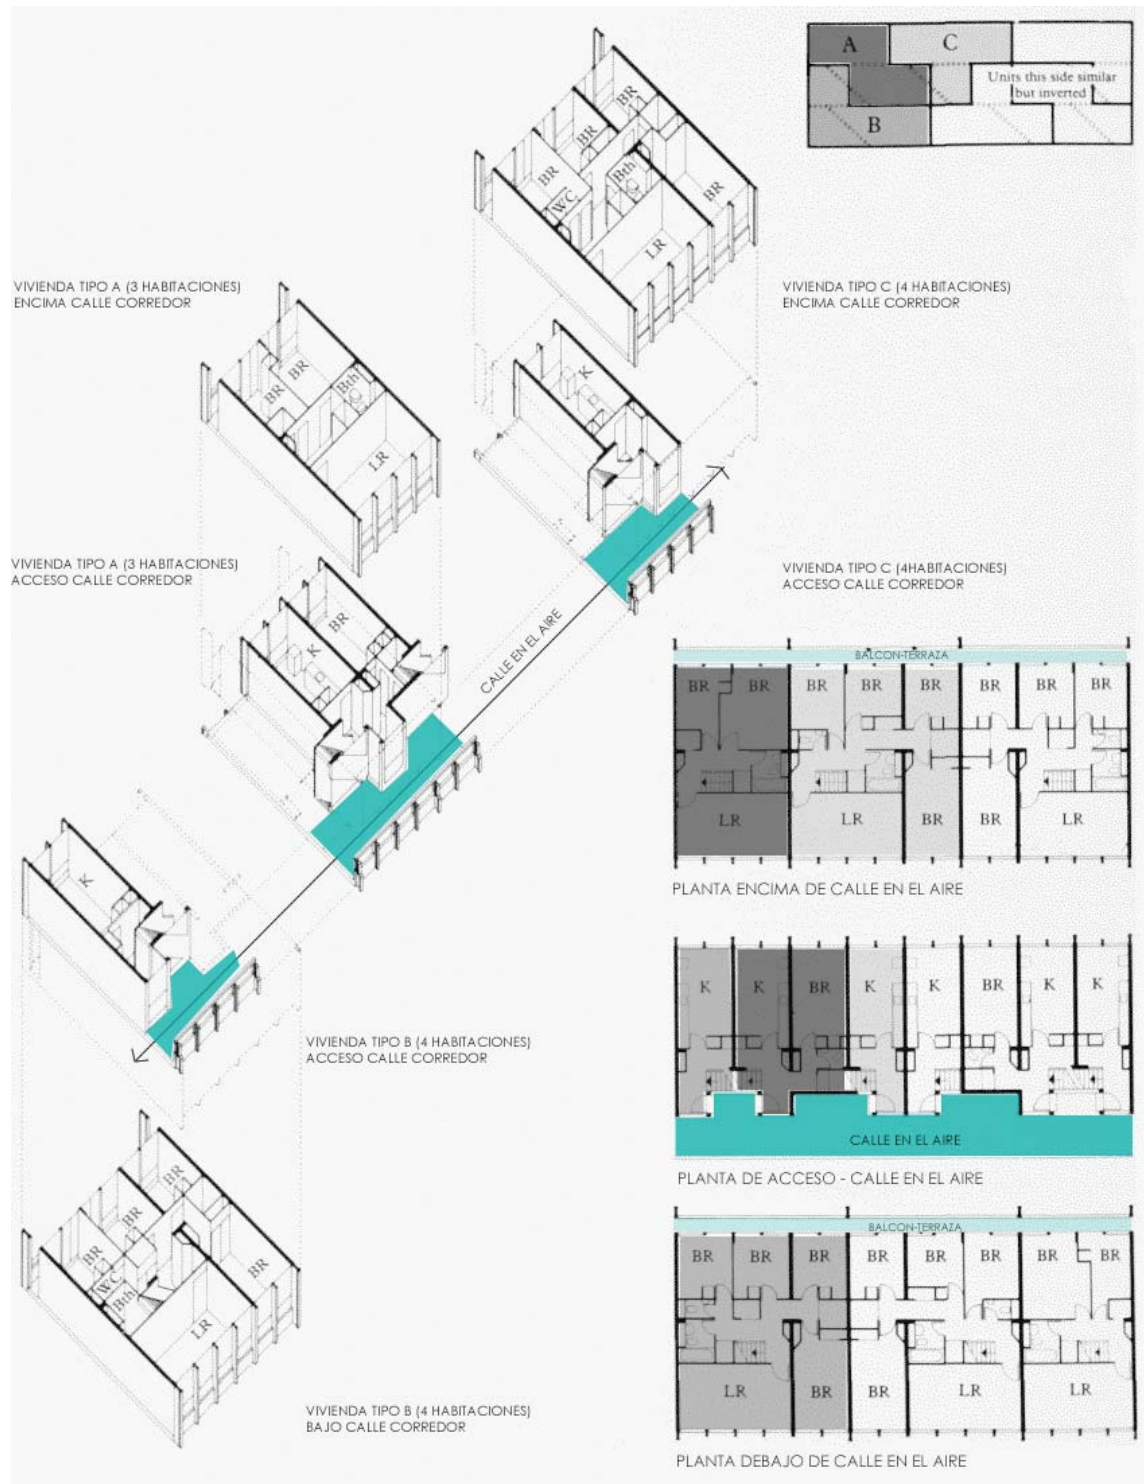 A
C
Units this side similar
but inverted
B
BR
BR
BR
Bth
WC
BR
LR
VIVIENDA TIPO A (3 HABITACIONES)
ENCIMA CALLE CORREDOR
VIVIENDA TIPO C (4 HABITACIONES)
ENCIMA CALLE CORREDOR
BR
BR
Bth
LR
K
VIVIENDA TIPO A (3 HABITACIONES)
ACCESO CALLE CORREDOR
VIVIENDA TIPO C (4HABITACIONES)
ACCESO CALLE CORREDOR
BR
K
CALLE EN EL AIRE
BALCON-TERRAZA
BR BR BR BR BR BR BR BR
LR LR BR BR LR
PLANTA ENCIMA DE CALLE EN EL AIRE
K
K K BR K K BR K K
CALLE EN EL AIRE
PLANTA DE ACCESO - CALLE EN EL AIRE
VIVIENDA TIPO B (4 HABITACIONES)
ACCESO CALLE CORREDOR
BR
BR
BR
WC
Bth
BR
LR
BALCON-TERRAZA
BR BR BR BR BR BR BR BR
LR BR BR LR LR
PLANTA DEBAJO DE CALLE EN EL AIRE
VIVIENDA TIPO B (4 HABITACIONES)
BAJO CALLE CORREDOR